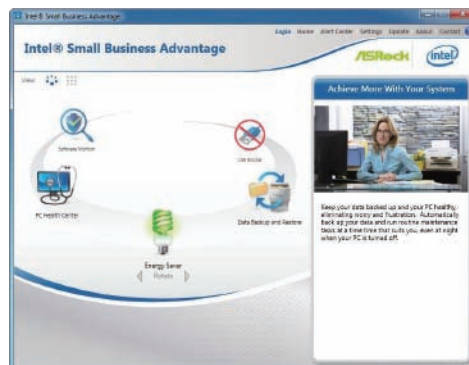 Intel® Small Business Advantage
Login Home Alert Center Settings Update About Contact
Intel® Small Business Advantage
ASRock
intel
View:
Achieve More With Your System
Software Monitor
USB Blocker
PC Health Center
Data Backup and Restore
Energy Saver
Rotate
Keep your data backed up and your PC healthy,
eliminating worry and frustration. Automatically
back up your data and run routine maintenance
tasks at a time that suits you, even at night
when your PC is turned off.